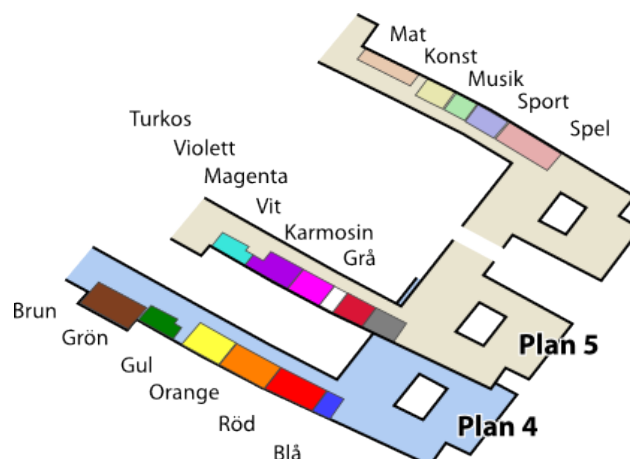 Mat
Konst
Musik
Sport
Spel
Turkos
Violett
Magenta
Vit
Karmosin
Grå
Plan 5
Brun
Grön
Gul
Orange
Röd
Blå
Plan 4